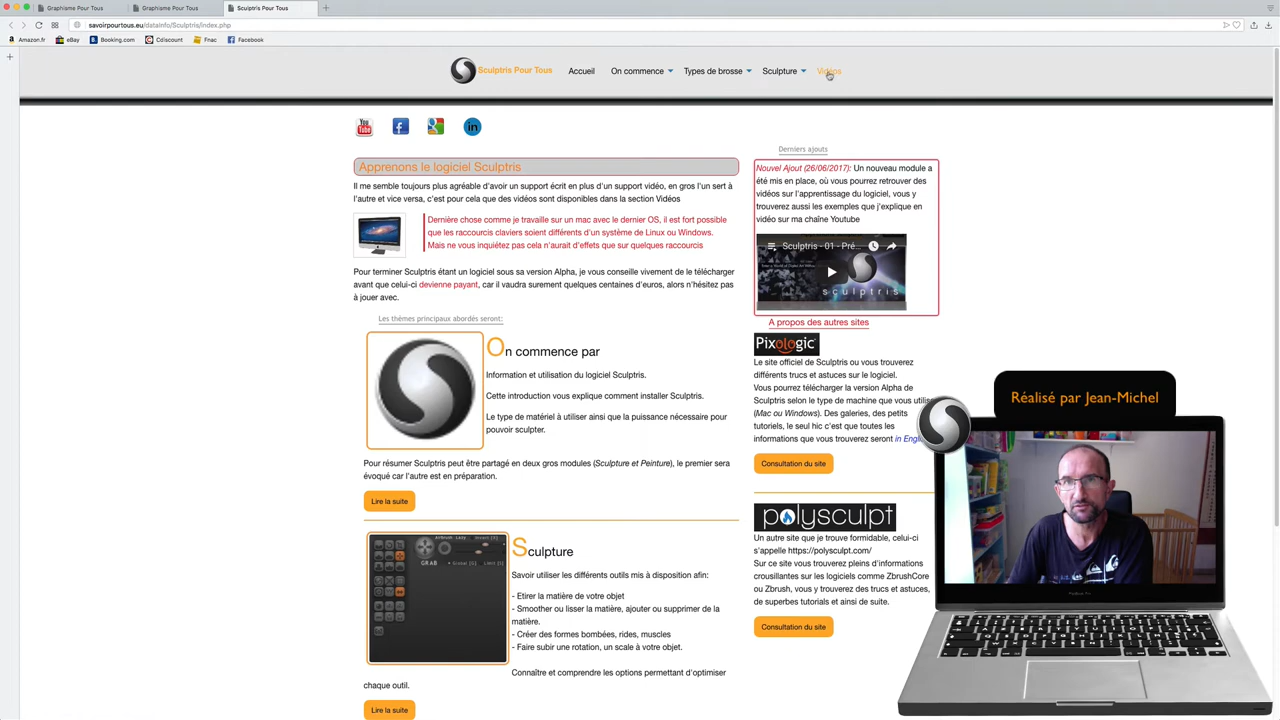 Graphisme Pour Tous
Graphisme Pour Tous
Sculptris Pour Tous
savoirpourtous.eu/dataInfo/Sculptris/index.php
Amazon.fr
eBay
Booking.com
Cdiscount
Fnac
Facebook
Sculptris Pour Tous
Accueil
On commence
Types de brosse
Sculpture
Vidéos
You Tube
in
Apprenons le logiciel Sculptris
Il me semble toujours plus agréable d'avoir un support écrit en plus d'un support vidéo, en gros l'un sert à
l'autre et vice versa, c'est pour cela que des vidéos sont disponibles dans la section Vidéos
Dernière chose comme je travaille sur un mac avec le dernier OS, il est fort possible
que les raccourcis claviers soient différents d'un système de Linux ou Windows.
Mais ne vous inquiétez pas cela n'aurait d'effets que sur quelques raccourcis
Pour terminer Sculptris étant un logiciel sous sa version Alpha, je vous conseille vivement de le télécharger
avant que celui-ci devienne payant, car il vaudra surement quelques centaines d'euros, alors n'hésitez pas
à jouer avec.
Les thèmes principaux abordés seront:
On commence par
Information et utilisation du logiciel Sculptris.
Cette introduction vous explique comment installer Sculptris.
Le type de matériel à utiliser ainsi que la puissance nécessaire pour
pouvoir sculpter.
Pour résumer Sculptris peut être partagé en deux gros modules (Sculpture et Peinture), le premier sera
évoqué car l'autre est en préparation.
Lire la suite
GRAB
Sculpture
Savoir utiliser les différents outils mis à disposition afin:
- Etirer la matière de votre objet
- Smoother ou lisser la matière, ajouter ou supprimer de la
matière.
- Créer des formes bombées, rides, muscles
- Faire subir une rotation, un scale à votre objet.
Connaître et comprendre les options permettant d'optimiser
chaque outil.
Lire la suite
Derniers ajouts
Nouvel Ajout (26/06/2017): Un nouveau module a
été mis en place, où vous pourrez retrouver des
vidéos sur l'apprentissage du logiciel, vous y
trouverez aussi les exemples que j'explique en
vidéo sur ma chaîne Youtube
Sculptris - 01 - Pré...
sculptris
A propos des autres sites
Pixologic
Le site officiel de Sculptris ou vous trouverez
différents trucs et astuces sur le logiciel.
Vous pourrez télécharger la version Alpha de
Sculptris selon le type de machine que vous utilise
(Mac ou Windows). Des galeries, des petits
tutoriels, le seul hic c'est que toutes les
informations que vous trouverez seront in Engl
Consultation du site
polysculpt
Un autre site que je trouve formidable, celui-ci
s'appelle https://polysculpt.com/
Sur ce site vous trouverez pleins d'informations
croustillantes sur les logiciels comme ZbrushCore
ou Zbrush, vous y trouverez des trucs et astuces,
de superbes tutorials et ainsi de suite.
Consultation du site
Réalisé par Jean-Michel
MacBook Pro